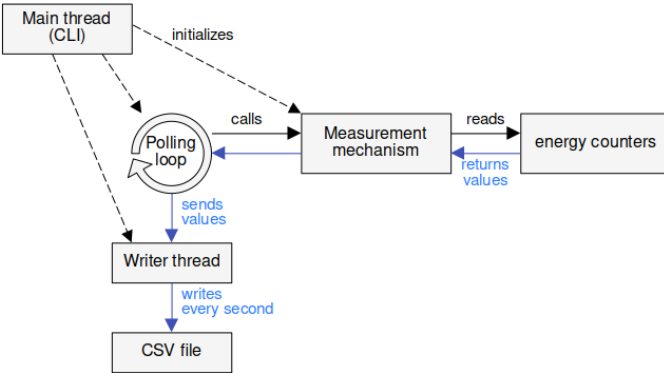 Main thread
(CLI)
initializes
Polling
loop
calls
Measurement
mechanism
reads
energy counters
returns
values
sends
values
Writer thread
writes
every second
CSV file